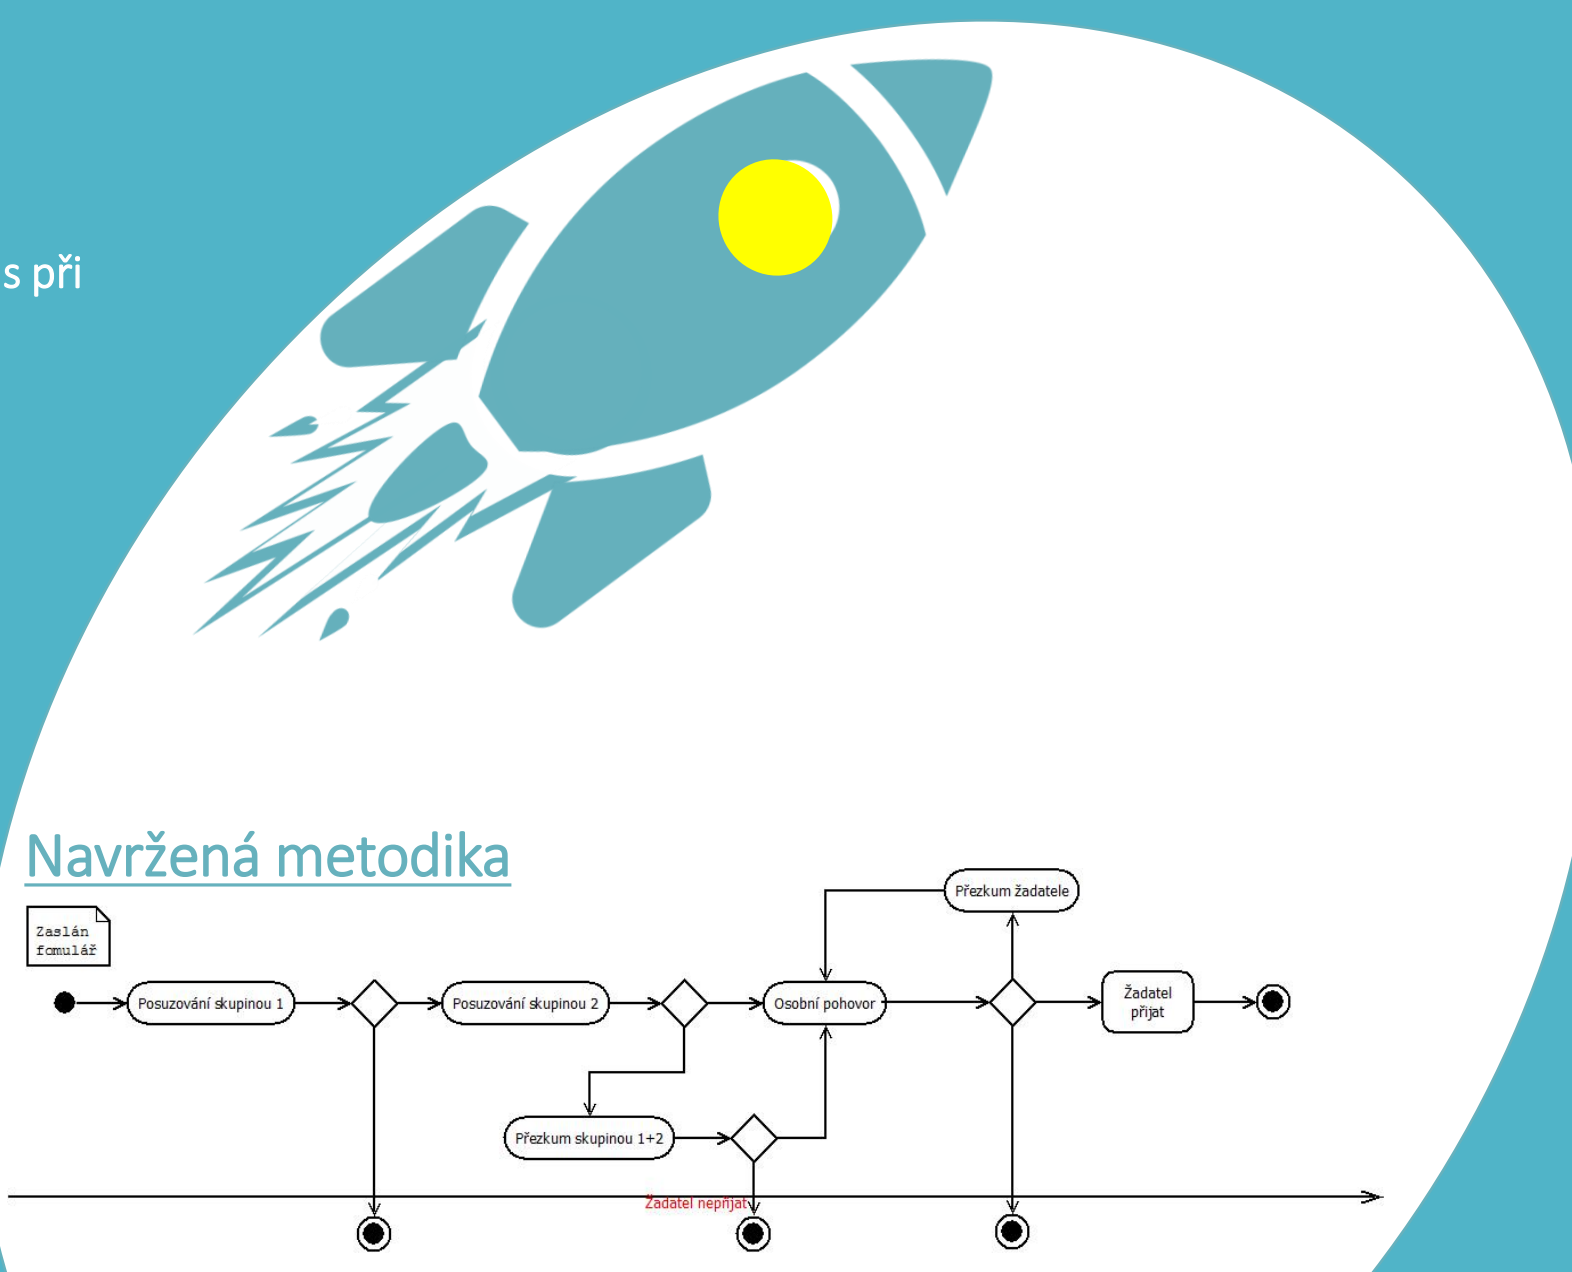 s při
Navržená metodika
Zaslán
fomulář
Přezkum žadatele
Posuzování skupinou 1
Posuzování skupinou 2
Osobní pohovor
Žadatel
přijat
Přezkum skupinou 1+2
Žadatel nepřijat